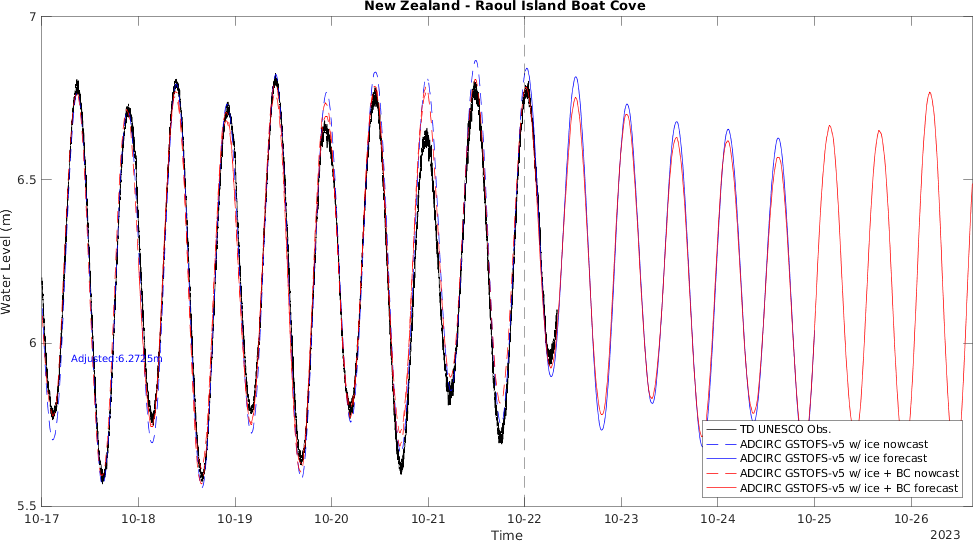 New Zealand - Raoul Island Boat Cove
Water Level (m)
7
6.5
6
5.5
Adjusted:6.2725m
TD UNESCO Obs.
ADCIRC GSTOFS-v5 w/ ice nowcast
ADCIRC GSTOFS-v5 w/ ice forecast
ADCIRC GSTOFS-v5 w/ ice + BC nowcast
ADCIRC GSTOFS-v5 w/ ice + BC forecast
10-17 10-18 10-19 10-20 10-21 10-22 10-23 10-24 10-25 10-26
Time
2023